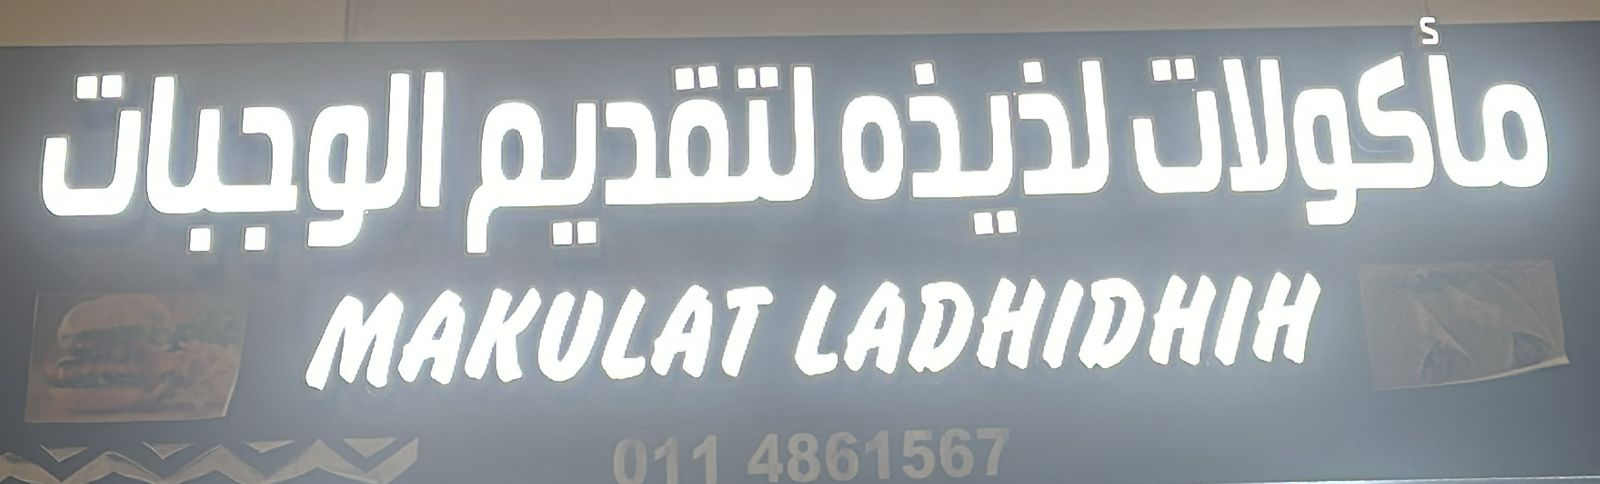 مأكولات لذيذه لتقديم الوجبات
MAKULAT LADHIDHIH
011 4861567